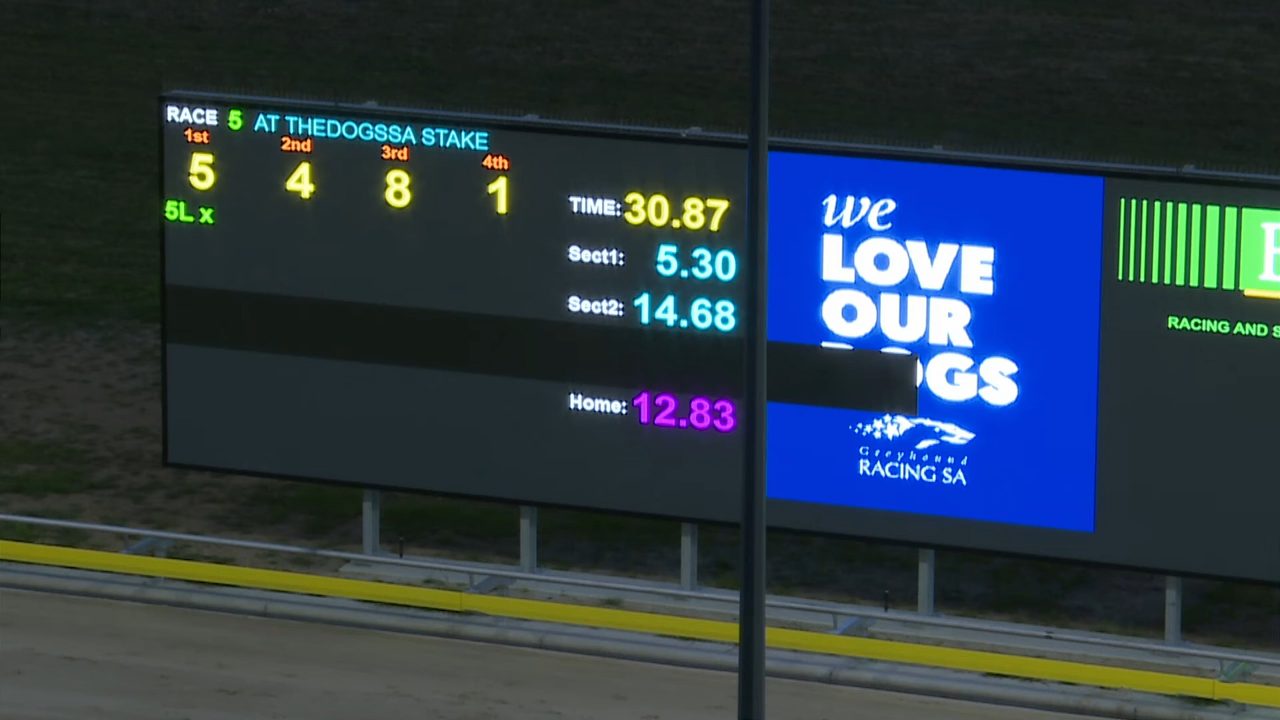 RACE 5 AT THEDOGSSA STAKE
1st 2nd 3rd 4th
5 4 8 1
5L x
TIME: 30.87
Sect1: 5.30
Sect2: 14.68
Home: 12.83
we
LOVE
OUR
DOGS
Greyhound
RACING SA
RACING AND